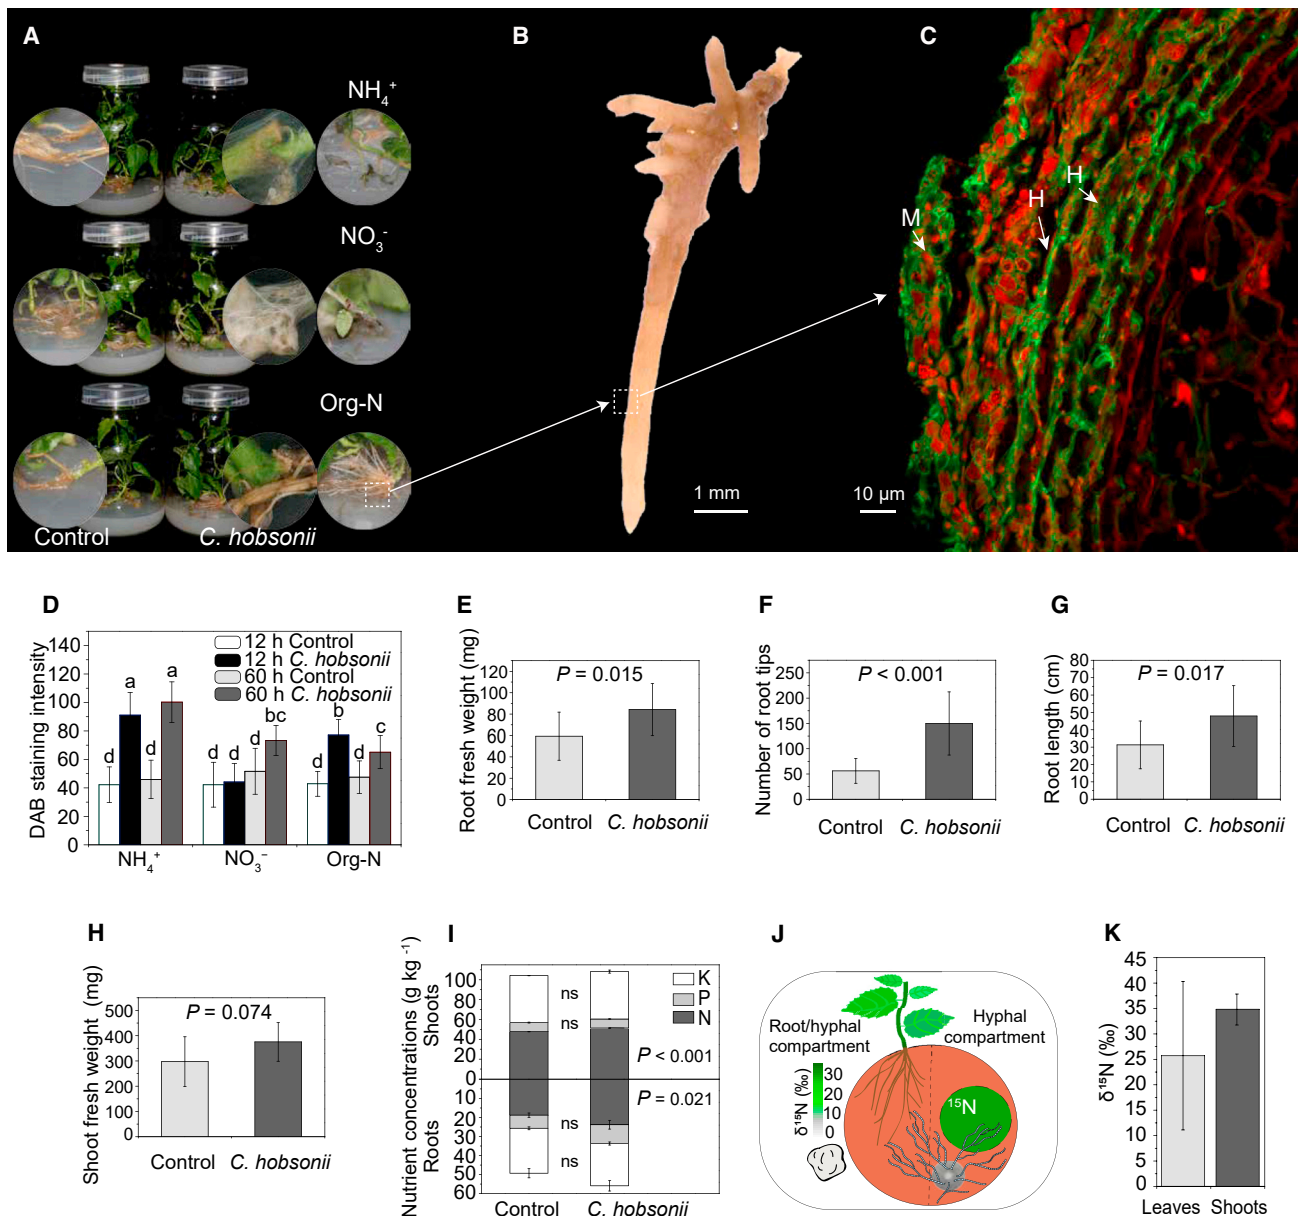 A
NH₄⁺
NO₃⁻
Org-N
Control
C. hobsonii
B
1 mm
C
M
H
H
10 µm
D
DAB staining intensity
140
120
100
80
60
40
20
0
12 h Control
12 h C. hobsonii
60 h Control
60 h C. hobsonii
d
a
d
a
d
d
d
bc
d
b
d
c
NH₄⁺
NO₃⁻
Org-N
E
Root fresh weight (mg)
120
100
80
60
40
20
0
P = 0.015
Control
C. hobsonii
F
Number of root tips
250
200
150
100
50
0
P < 0.001
Control
C. hobsonii
G
Root length (cm)
80
70
60
50
40
30
20
10
0
P = 0.017
Control
C. hobsonii
H
Shoot fresh weight (mg)
500
400
300
200
100
0
P = 0.074
Control
C. hobsonii
I
Nutrient concentrations (g kg⁻¹)
Roots
Shoots
100
80
60
40
20
0
10
20
30
40
50
60
ns
ns
K
P
N
P < 0.001
P = 0.021
ns
ns
Control
C. hobsonii
J
Root/hyphal
compartment
Hyphal
compartment
δ¹⁵N (‰)
30
20
10
0
¹⁵N
K
δ¹⁵N (‰)
45
45
35
30
25
20
15
10
5
0
Leaves
Shoots